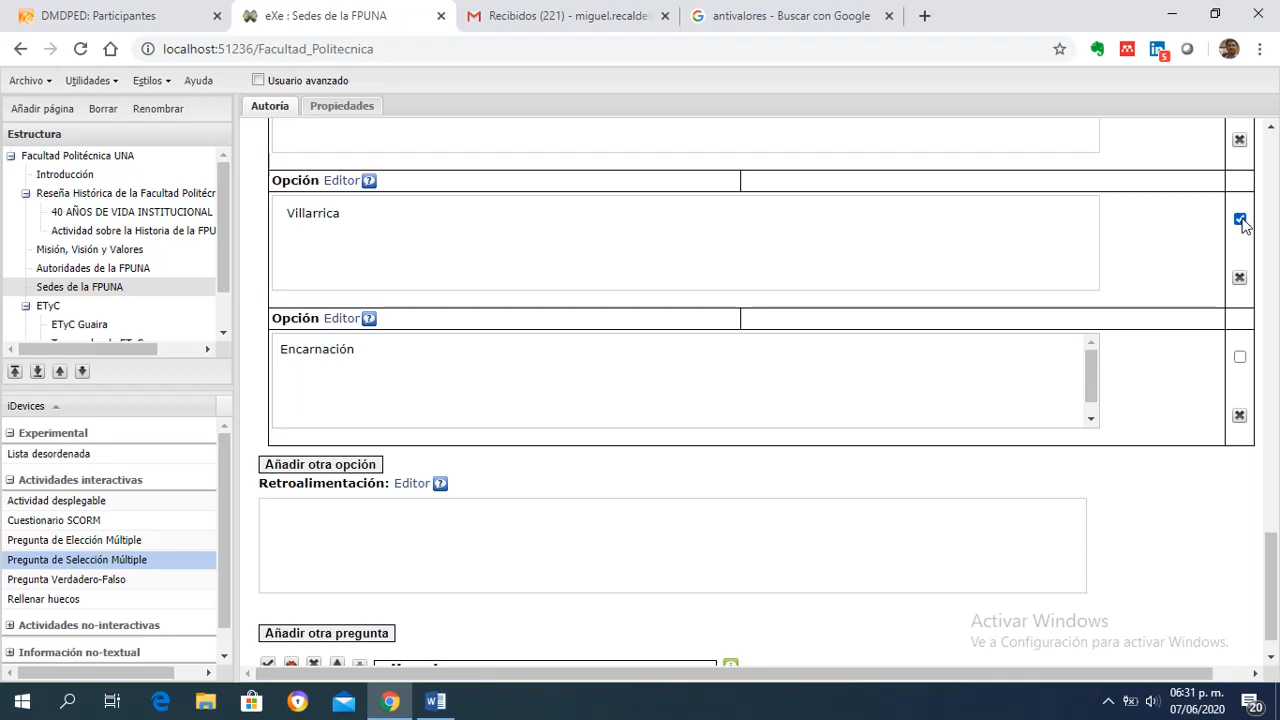 DMDPED: Participantes
eXe : Sedes de la FPUNA
Recibidos (221) - miguel.recalde
antivalores - Buscar con Google
localhost:51236/Facultad_Politecnica
5
Archivo
Utilidades
Estilos
Ayuda
Usuario avanzado
Añadir página
Borrar
Renombrar
Autoría
Propiedades
Estructura
Facultad Politécnica UNA
Introducción
Reseña Histórica de la Facultad Politécr
40 AÑOS DE VIDA INSTITUCIONAL
Actividad sobre la Historia de la FPU
Misión, Visión y Valores
Autoridades de la FPUNA
Sedes de la FPUNA
ETyC
ETyC Guaira
iDevices
Experimental
Lista desordenada
Actividades interactivas
Actividad desplegable
Cuestionario SCORM
Pregunta de Elección Múltiple
Pregunta de Selección Múltiple
Pregunta Verdadero-Falso
Rellenar huecos
Actividades no-interactivas
Información no-textual
Opción Editor
Villarrica
Opción Editor
Encarnación
Añadir otra opción
Retroalimentación: Editor
Añadir otra pregunta
Activar Windows
Ve a Configuración para activar Windows.
06:31 p. m.
07/06/2020
20